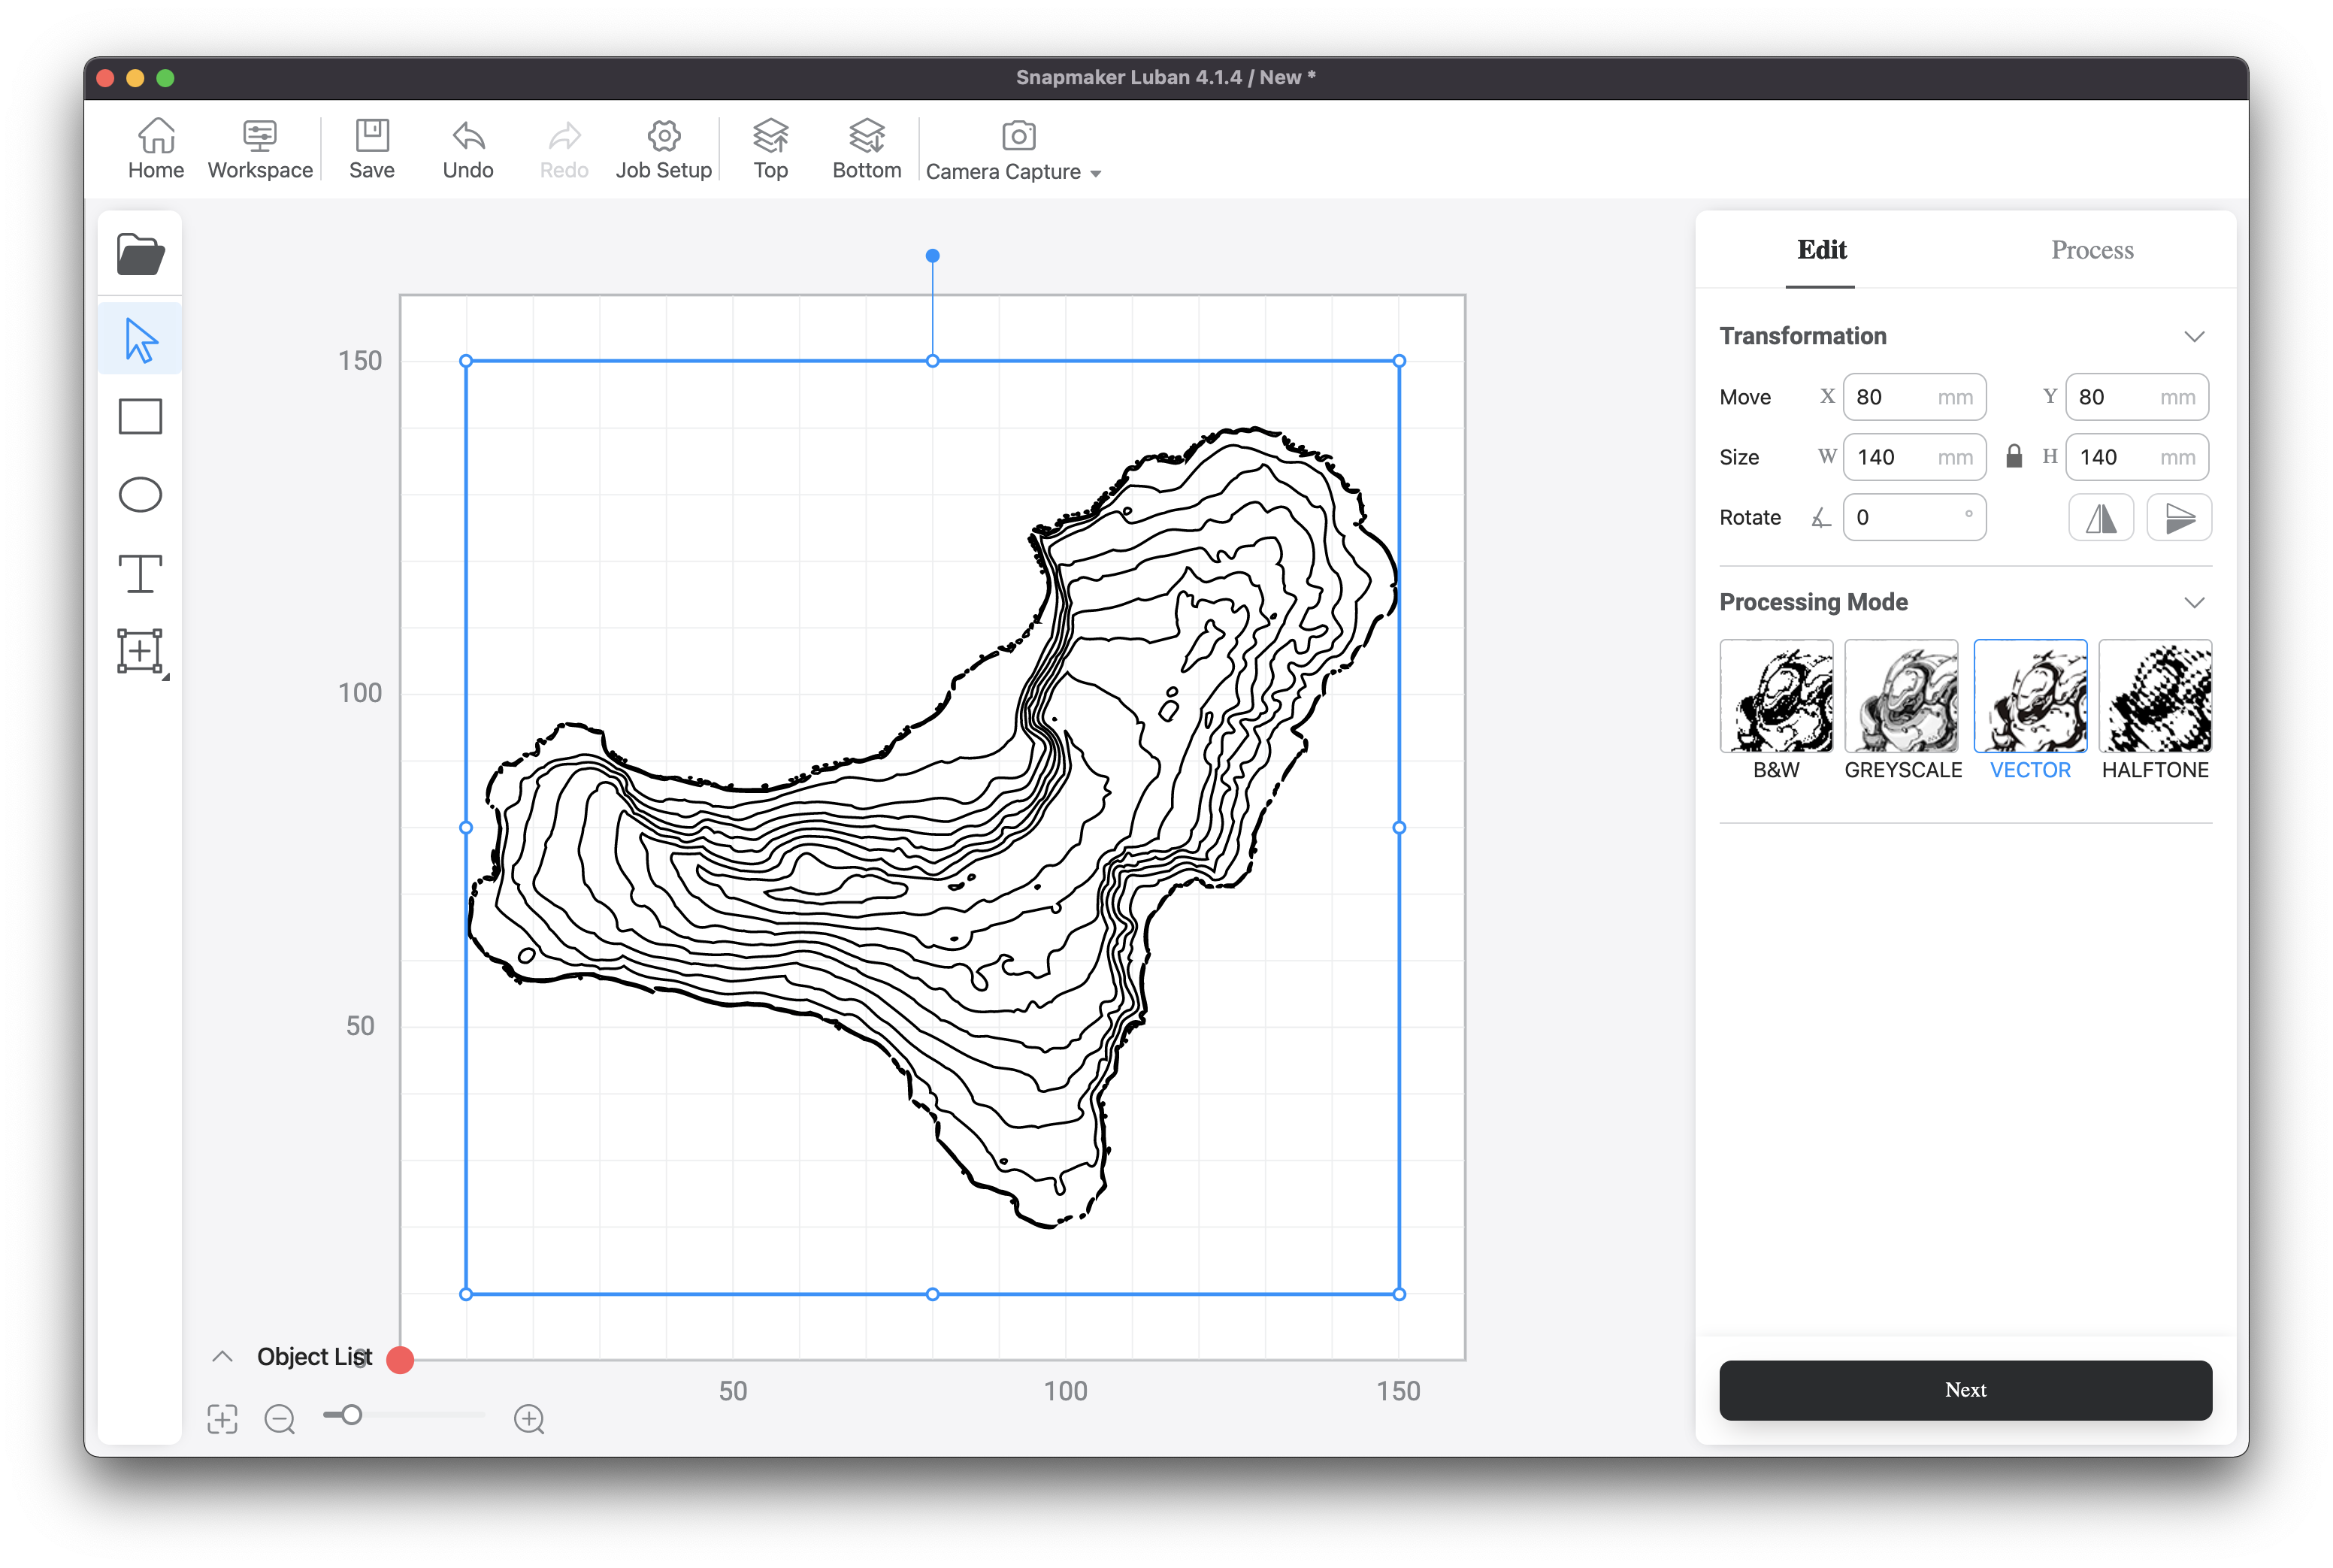 Snapmaker Luban 4.1.4 / New *
Home Workspace Save Undo Redo Job Setup Top Bottom Camera Capture
Edit Process
Transformation
Move X 80 mm Y 80 mm
Size W 140 mm H 140 mm
Rotate 0 °
Processing Mode
B&W GREYSCALE VECTOR HALFTONE
Next
150
100
50
0
50 100 150
Object List